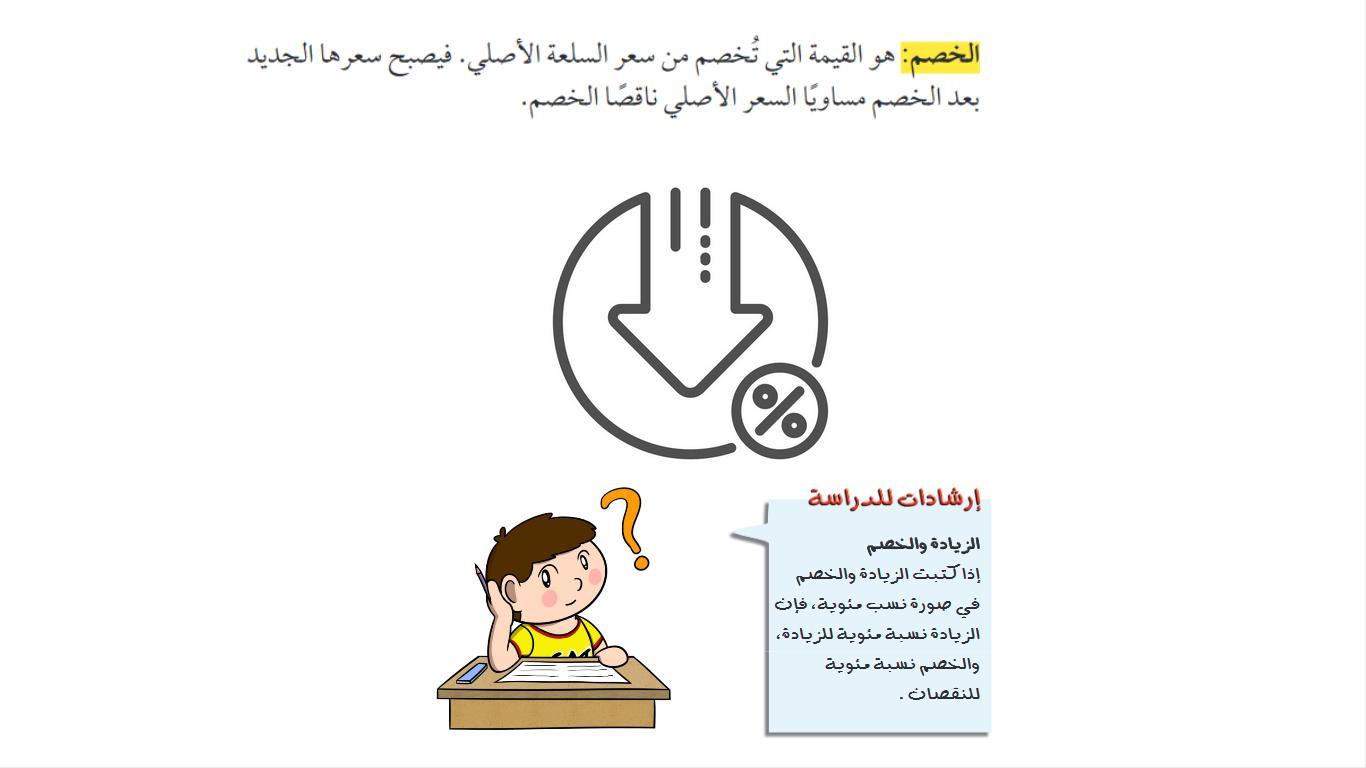 الخصم: هو القيمة التي تُخصم من سعر السلعة الأصلي. فيصبح سعرها الجديد
بعد الخصم مساويًا السعر الأصلي ناقصًا الخصم.
%
?
إرشادات للدراسة
الزيادة والخصم
إذا كتبت الزيادة والخصم
في صورة نسب مئوية، فإن
الزيادة نسبة مئوية للزيادة،
والخصم نسبة مئوية
للنقصان .